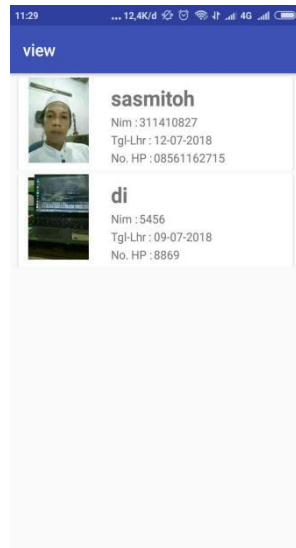 11:29 ... 12,4K/d 4G
view
sasmitoh
Nim : 311410827
Tgl-Lhr : 12-07-2018
No. HP : 08561162715
di
Nim : 5456
Tgl-Lhr : 09-07-2018
No. HP : 8869